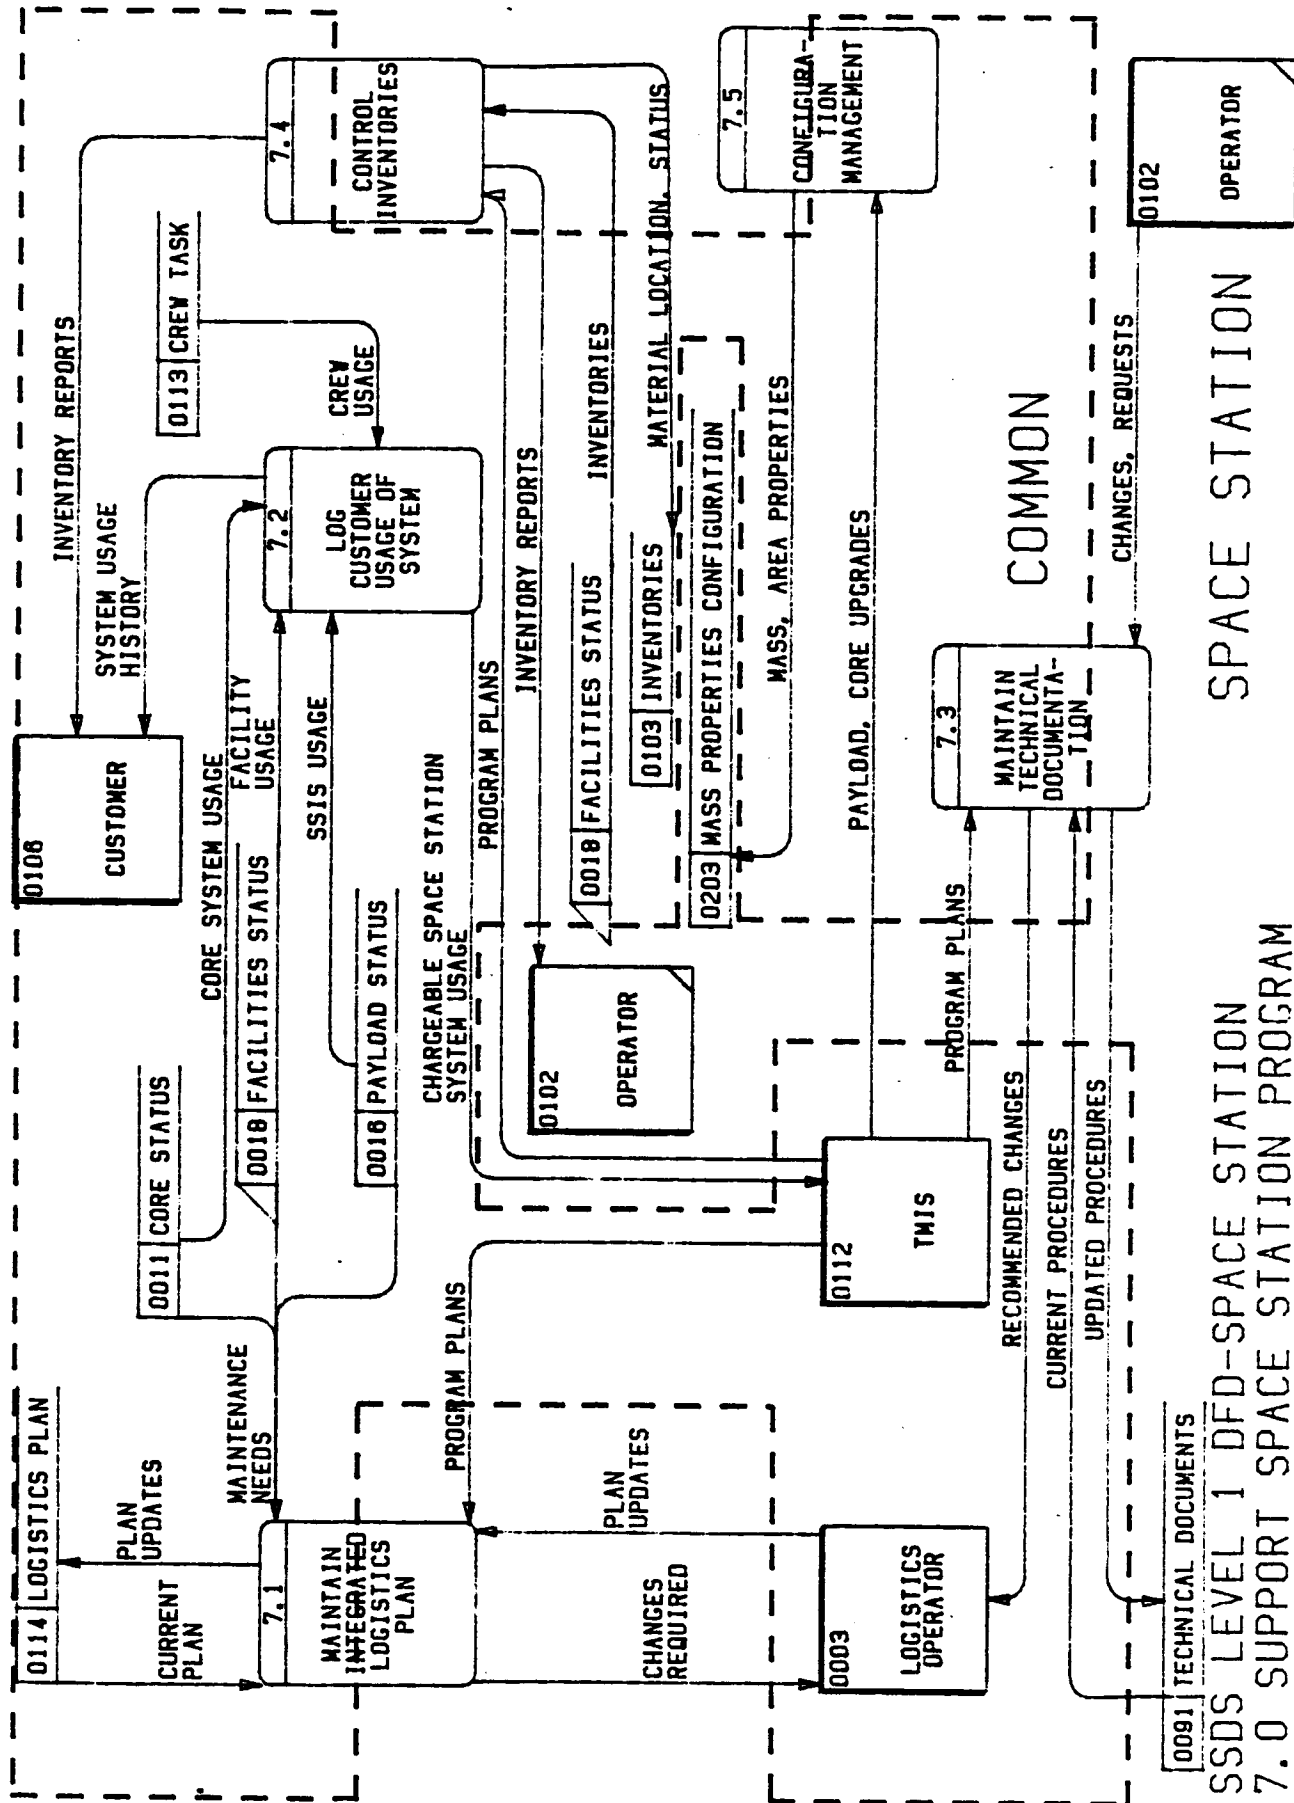 0114 LOGISTICS PLAN
CURRENT
PLAN
PLAN
UPDATES
7.1
MAINTAIN
INTEGRATED
LOGISTICS
PLAN
MAINTENANCE
NEEDS
0011 CORE STATUS
CORE SYSTEM USAGE
0018 FACILITIES STATUS
FACILITY
USAGE
0016 PAYLOAD STATUS
SSIS USAGE
0108
CUSTOMER
SYSTEM USAGE
HISTORY
INVENTORY REPORTS
0113 CREW TASK
CREW
USAGE
7.2
LOG
CUSTOMER
USAGE OF
SYSTEM
7.4
CONTROL
INVENTORIES
CHARGEABLE SPACE STATION
SYSTEM USAGE
PROGRAM PLANS
INVENTORY REPORTS
0102
OPERATOR
0018 FACILITIES STATUS
INVENTORIES
0103 INVENTORIES
MATERIAL LOCATION, STATUS
0203 MASS PROPERTIES CONFIGURATION
MASS, AREA PROPERTIES
7.5
CONFIGURA-
TION
MANAGEMENT
PROGRAM PLANS
CHANGES
REQUIRED
PLAN
UPDATES
0003
LOGISTICS
OPERATOR
0112
TMIS
PAYLOAD, CORE UPGRADES
PROGRAM PLANS
7.3
MAINTAIN
TECHNICAL
DOCUMENTA-
TION
COMMON
RECOMMENDED CHANGES
CURRENT PROCEDURES
UPDATED PROCEDURES
CHANGES, REQUESTS
0102
OPERATOR
0091 TECHNICAL DOCUMENTS
SPACE STATION
SSDS LEVEL 1 DFD-SPACE STATION
7.0 SUPPORT SPACE STATION PROGRAM